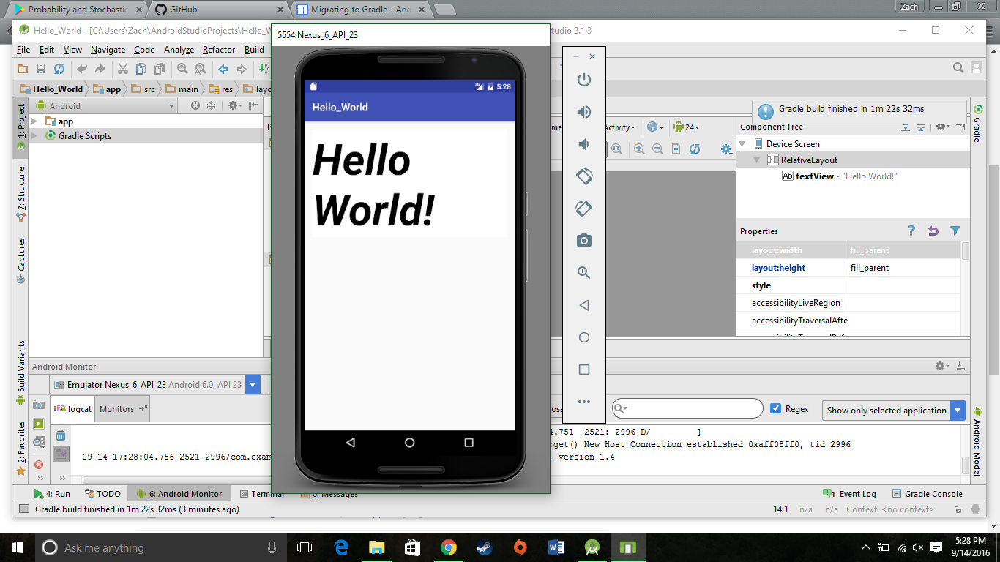 Probability and Stochastic
GitHub
Migrating to Gradle - And
Zach
Hello_World - [C:\Users\Zach\AndroidStudioProjects\Hello_W
5554:Nexus_6_API_23
Studio 2.1.3
File Edit View Navigate Code Analyze Refactor Build
Hello_World app src main res
Android
1: Project
app
Gradle Scripts
7: Structure
Captures
Build Variants
2: Favorites
5:28
Hello_World
Hello
World!
Activity
24
Gradle build finished in 1m 22s 32ms
Component Tree
Device Screen
RelativeLayout
Ab textView - "Hello World!"
Properties
layout:width fill_parent
layout:height fill_parent
style
accessibilityLiveRegion
accessibilityTraversalAfte
Gradle
Android Model
Android Monitor
Emulator Nexus_6_API_23 Android 6.0, API 23
logcat Monitors
Regex
Show only selected application
4.751 2521: 2996 D/ ]
:get() New Host Connection established 0xaff08ff0, tid 2996
09-14 17:28:04.756 2521-2996/com.exam , version 1.4
4: Run TODO 6: Android Monitor Terminal 0: Messages
1 Event Log Gradle Console
Gradle build finished in 1m 22s 32ms (3 minutes ago)
14:1 n/a n/a Context: <no context>
Ask me anything
5:28 PM
9/14/2016